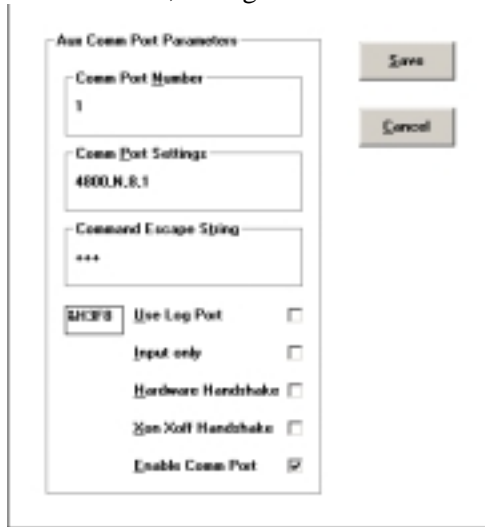 Aux Comm Port Parameters
Save
Comm Port Number
1
Cancel
Comm Port Settings
4800,N,8,1
Command Escape String
+++
&H3F8 Use Log Port
Input only
Hardware Handshake
Xon Xoff Handshake
Enable Comm Port